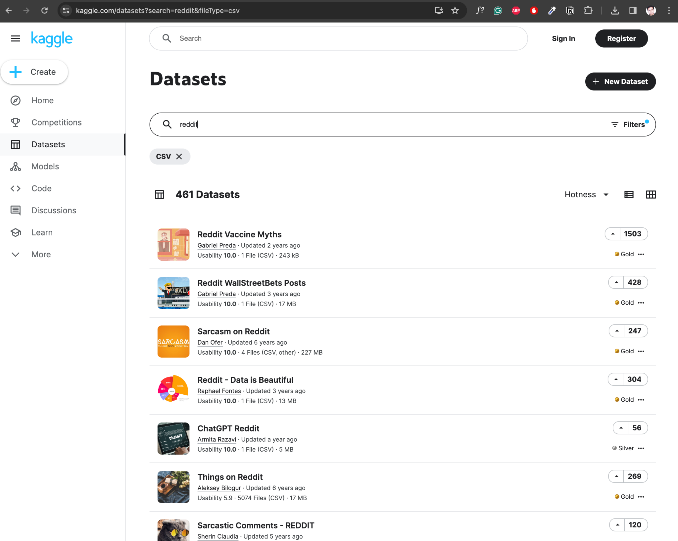 kaggle.com/datasets?search=reddit&fileType=csv
kaggle
Search
Sign In
Register
Create
Home
Competitions
Datasets
Models
Code
Discussions
Learn
More
Datasets
New Dataset
reddit
Filters
CSV
461 Datasets
Hotness
Reddit Vaccine Myths
Gabriel Preda · Updated 2 years ago
Usability 10.0 · 1 File (CSV) · 243 kB
1503
Gold
Reddit WallStreetBets Posts
Gabriel Preda · Updated 3 years ago
Usability 10.0 · 1 File (CSV) · 17 MB
428
Gold
Sarcasm on Reddit
Dan Ofer · Updated 6 years ago
Usability 10.0 · 4 Files (CSV, other) · 227 MB
247
Gold
Reddit - Data is Beautiful
Raphael Fontes · Updated 3 years ago
Usability 10.0 · 1 File (CSV) · 13 MB
304
Gold
ChatGPT Reddit
Armita Razavi · Updated a year ago
Usability 10.0 · 1 File (CSV) · 5 MB
56
Silver
Things on Reddit
Aleksey Bilogur · Updated 6 years ago
Usability 5.9 · 5074 Files (CSV) · 17 MB
269
Gold
Sarcastic Comments - REDDIT
Sherin Claudia · Updated 5 years ago
120